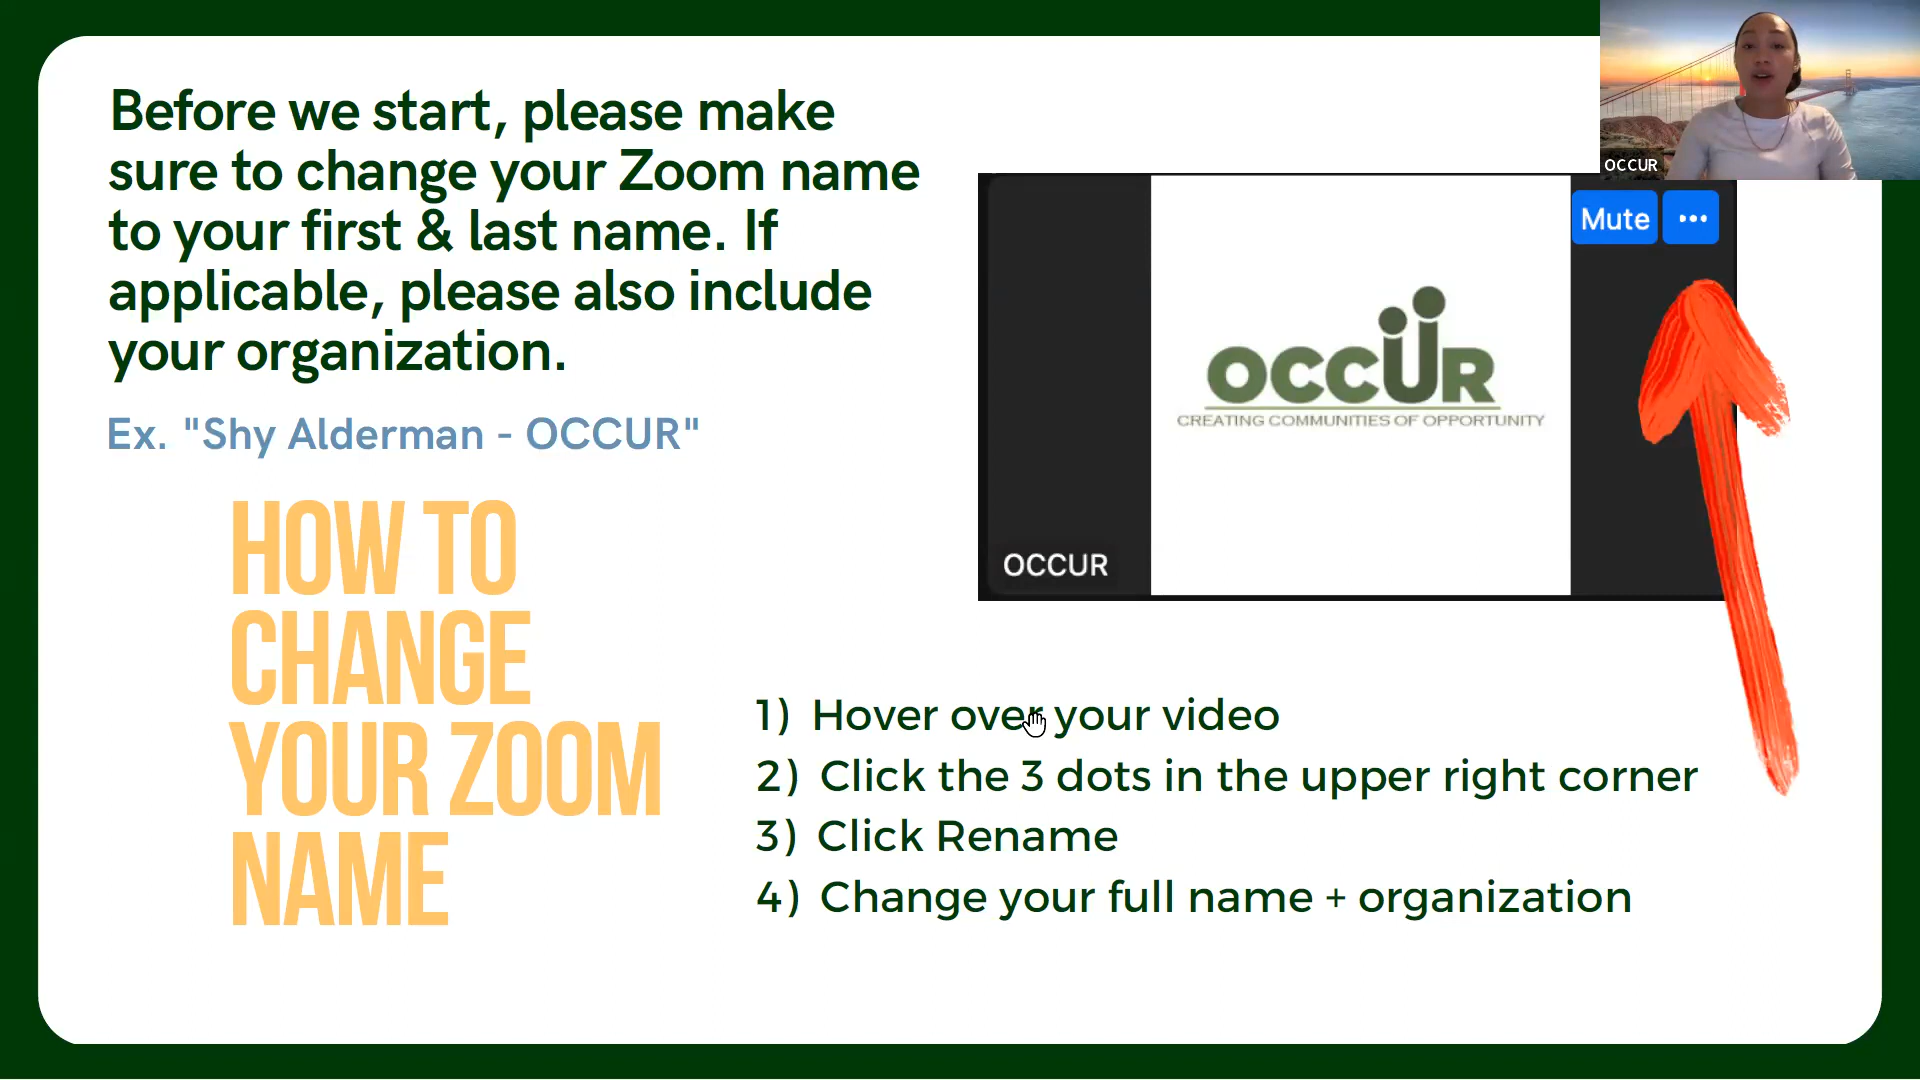 Before we start, please make
sure to change your Zoom name
to your first & last name. If
applicable, please also include
your organization.
Ex. "Shy Alderman - OCCUR"
HOW TO
CHANGE
YOUR ZOOM
NAME
OCCUR
Mute ···
OCCUR
CREATING COMMUNITIES OF OPPORTUNITY
OCCUR
1) Hover over your video
2) Click the 3 dots in the upper right corner
3) Click Rename
4) Change your full name + organization